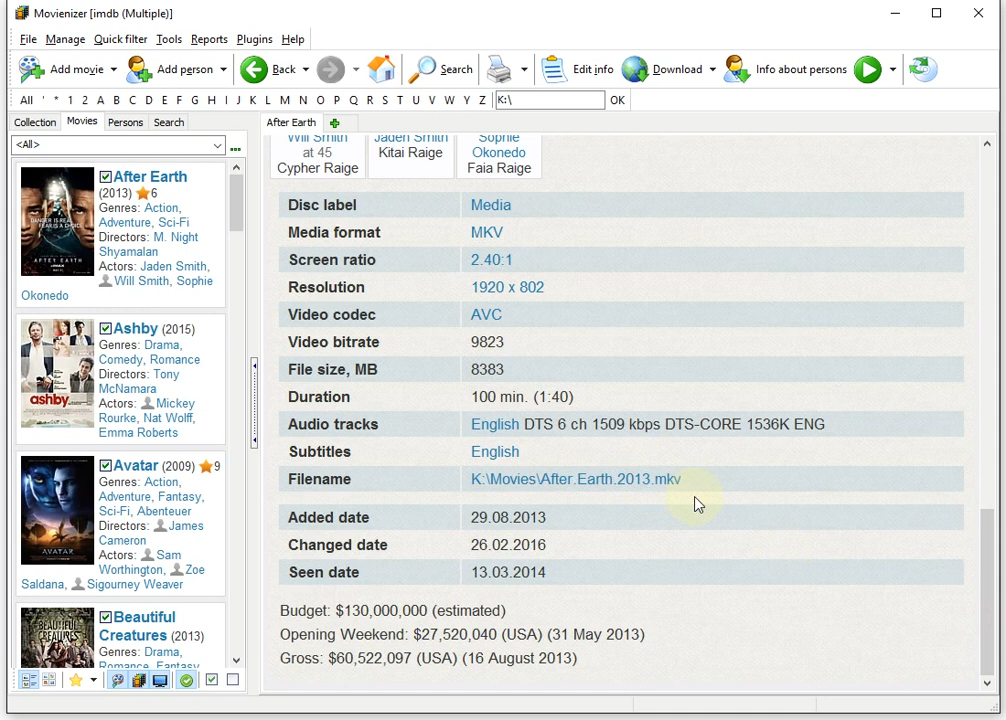 Movienizer [imdb (Multiple)]
File Manage Quick filter Tools Reports Plugins Help
Add movie Add person Back Search Edit info Download Info about persons
All ' * 1 2 A B C D E F G H I J K L M N O P Q R S T U V W Y Z K:\ OK
Collection Movies Persons Search
After Earth
<All>
After Earth
(2013) 6
Genres: Action,
Adventure, Sci-Fi
Directors: M. Night
Shyamalan
Actors: Jaden Smith,
Will Smith, Sophie
Okonedo
DANGER IS REAL
FEAR IS A CHOICE
AFTER EARTH
Ashby (2015)
Genres: Drama,
Comedy, Romance
Directors: Tony
McNamara
Actors: Mickey
Rourke, Nat Wolff,
Emma Roberts
ashby
Avatar (2009) 9
Genres: Action,
Adventure, Fantasy,
Sci-Fi, Abenteuer
Directors: James
Cameron
Actors: Sam
Worthington, Zoe
Saldana, Sigourney Weaver
AVATAR
Beautiful
Creatures (2013)
Genres: Drama,
Romance, Fantasy
Will Smith
at 45
Cypher Raige
Jaden Smith
Kitai Raige
Sophie
Okonedo
Faia Raige
Disc label Media
Media format MKV
Screen ratio 2.40:1
Resolution 1920 x 802
Video codec AVC
Video bitrate 9823
File size, MB 8383
Duration 100 min. (1:40)
Audio tracks English DTS 6 ch 1509 kbps DTS-CORE 1536K ENG
Subtitles English
Filename K:\Movies\After.Earth.2013.mkv
Added date 29.08.2013
Changed date 26.02.2016
Seen date 13.03.2014
Budget: $130,000,000 (estimated)
Opening Weekend: $27,520,040 (USA) (31 May 2013)
Gross: $60,522,097 (USA) (16 August 2013)